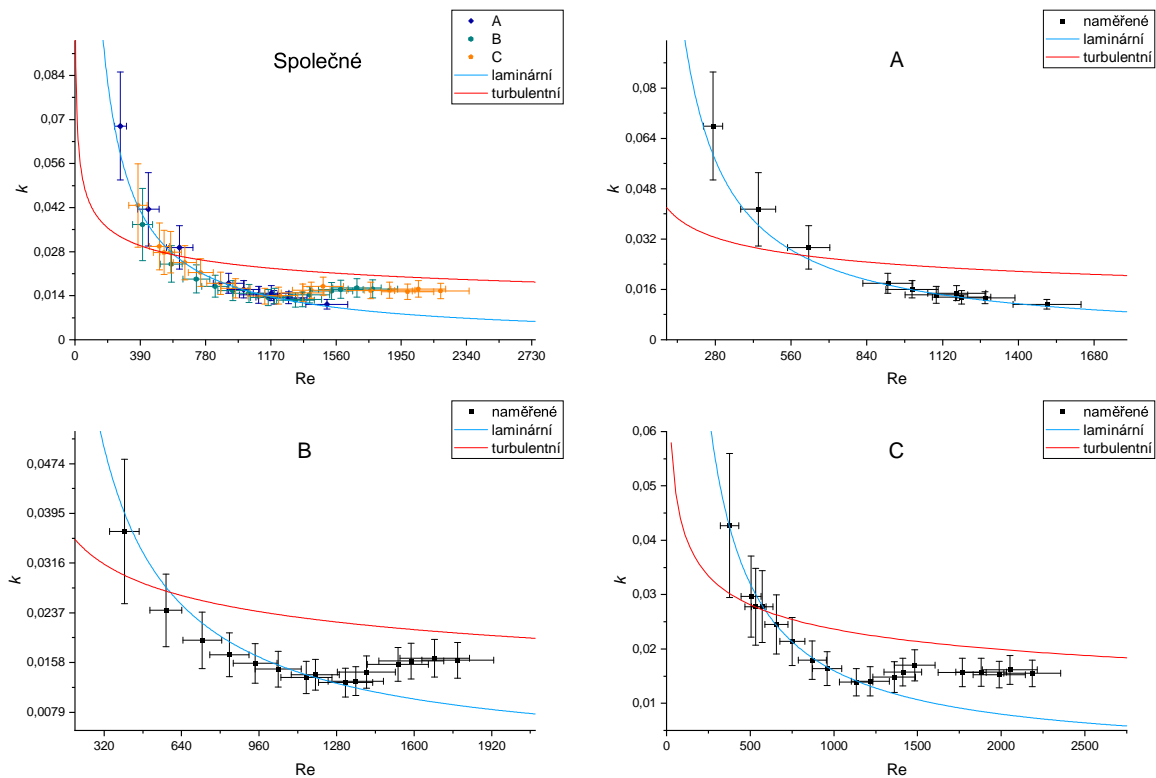 Společné
A
B
C
laminární
turbulentní
0,084
0,07
0,056
0,042
0,028
0,014
0
k
0
390
780
1170
1560
1950
2340
2730
Re
A
naměřené
laminární
turbulentní
0,08
0,064
0,048
0,032
0,016
0
k
280
560
840
1120
1400
1680
Re
B
naměřené
laminární
turbulentní
0,0474
0,0395
0,0316
0,0237
0,0158
0,0079
k
320
640
960
1280
1600
1920
Re
C
naměřené
laminární
turbulentní
0,06
0,05
0,04
0,03
0,02
0,01
k
0
500
1000
1500
2000
2500
Re